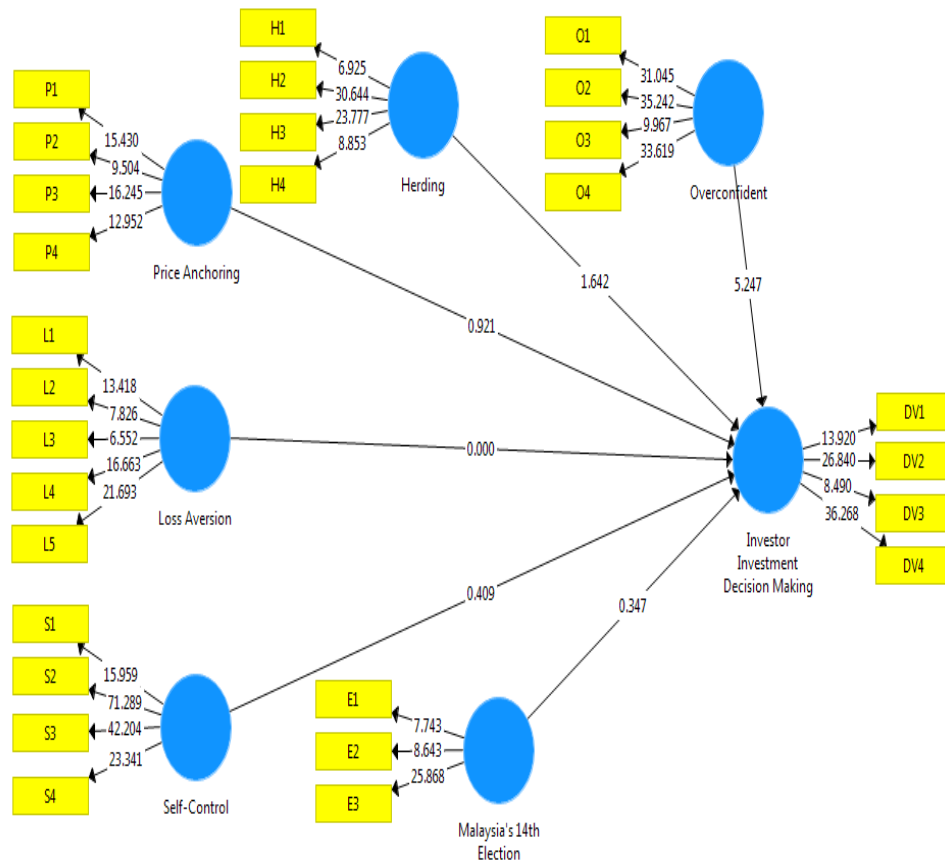 H1
H2
H3
H4
6.925
30.644
23.777
8.853
Herding
O1
O2
O3
O4
31.045
35.242
9.967
33.619
Overconfident
P1
P2
P3
P4
15.430
9.504
16.245
12.952
Price Anchoring
1.642
5.247
0.921
L1
L2
L3
L4
L5
13.418
7.826
6.552
16.663
21.693
Loss Aversion
0.000
DV1
DV2
DV3
DV4
13.920
26.840
8.490
36.268
Investor
Investment
Decision Making
S1
S2
S3
S4
15.959
71.289
42.204
23.341
Self-Control
0.409
0.347
E1
E2
E3
7.743
8.643
25.868
Malaysia's 14th
Election